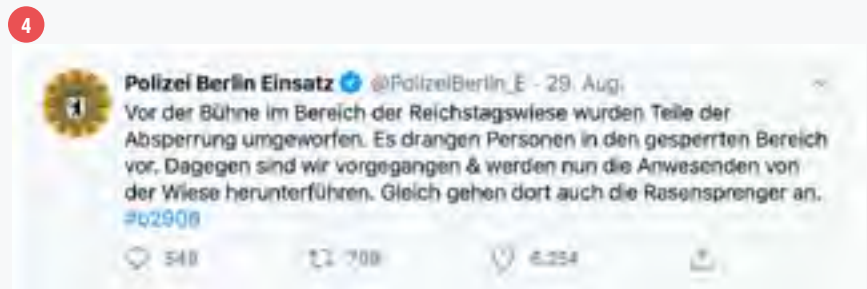 4
Polizei Berlin Einsatz @PolizeiBerlin_E - 29. Aug.
Vor der Bühne im Bereich der Reichstagswiese wurden Teile der
Absperrung umgeworfen. Es drangen Personen in den gesperrten Bereich
vor. Dagegen sind wir vorgegangen & werden nun die Anwesenden von
der Wiese herunterführen. Gleich gehen dort auch die Rasensprenger an.
#b2908